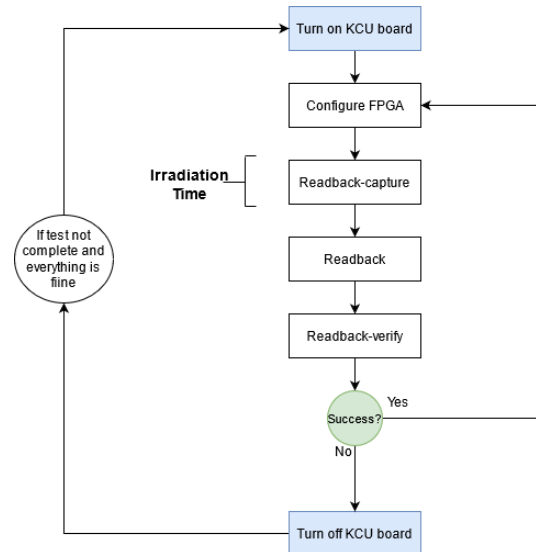 Turn on KCU board
Configure FPGA
Irradiation
Time
Readback-capture
If test not
complete and
everything is
fiine
Readback
Readback-verify
Success?
Yes
No
Turn off KCU board